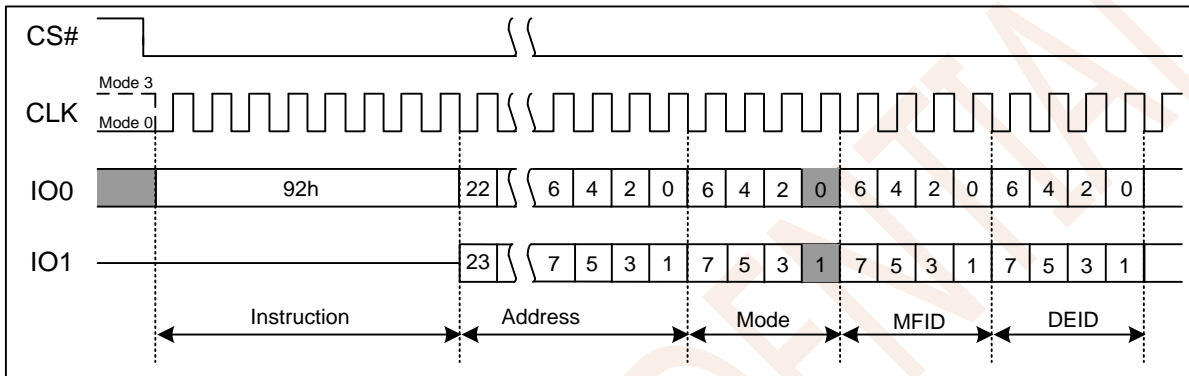 CS#
Mode 3
CLK
Mode 0
IO0 92h 22 6 4 2 0 6 4 2 0 6 4 2 0 6 4 2 0
IO1 23 7 5 3 1 7 5 3 1 7 5 3 1 7 5 3 1
Instruction Address Mode MFID DEID